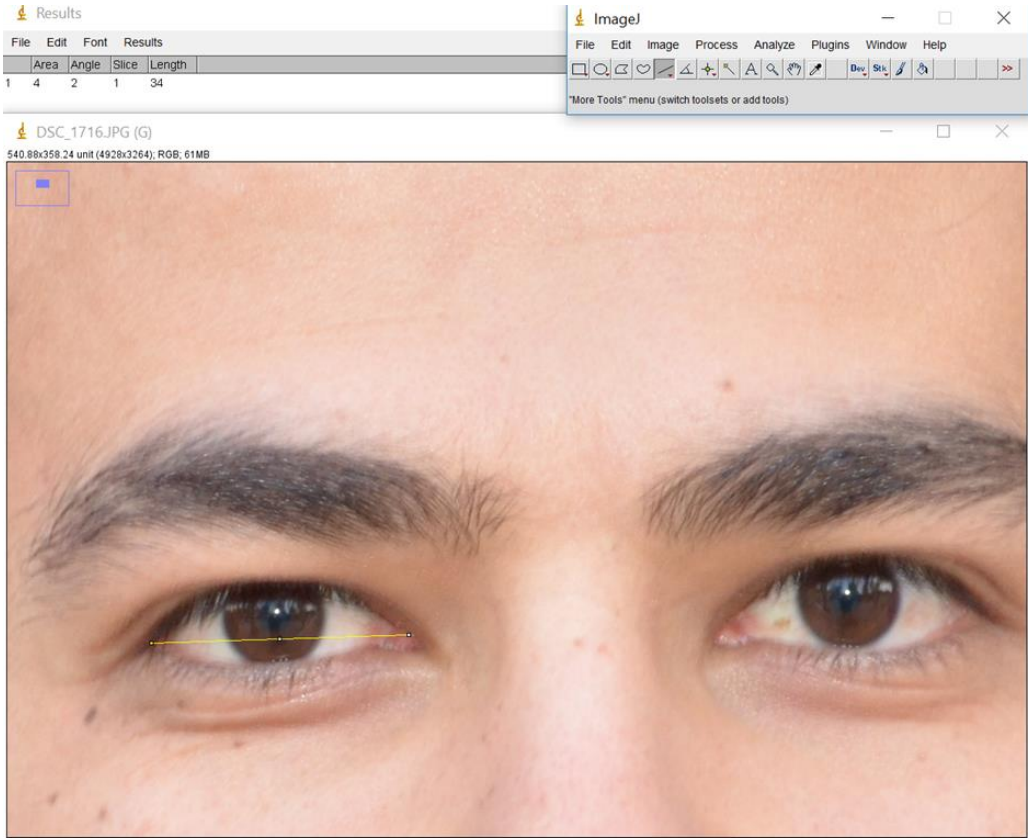 Results
File Edit Font Results
Area Angle Slice Length
1 4 2 1 34
ImageJ
File Edit Image Process Analyze Plugins Window Help
A Dev Stk >>
"More Tools" menu (switch toolsets or add tools)
DSC_1716.JPG (G)
540.88x358.24 unit (4928x3264); RGB; 61MB